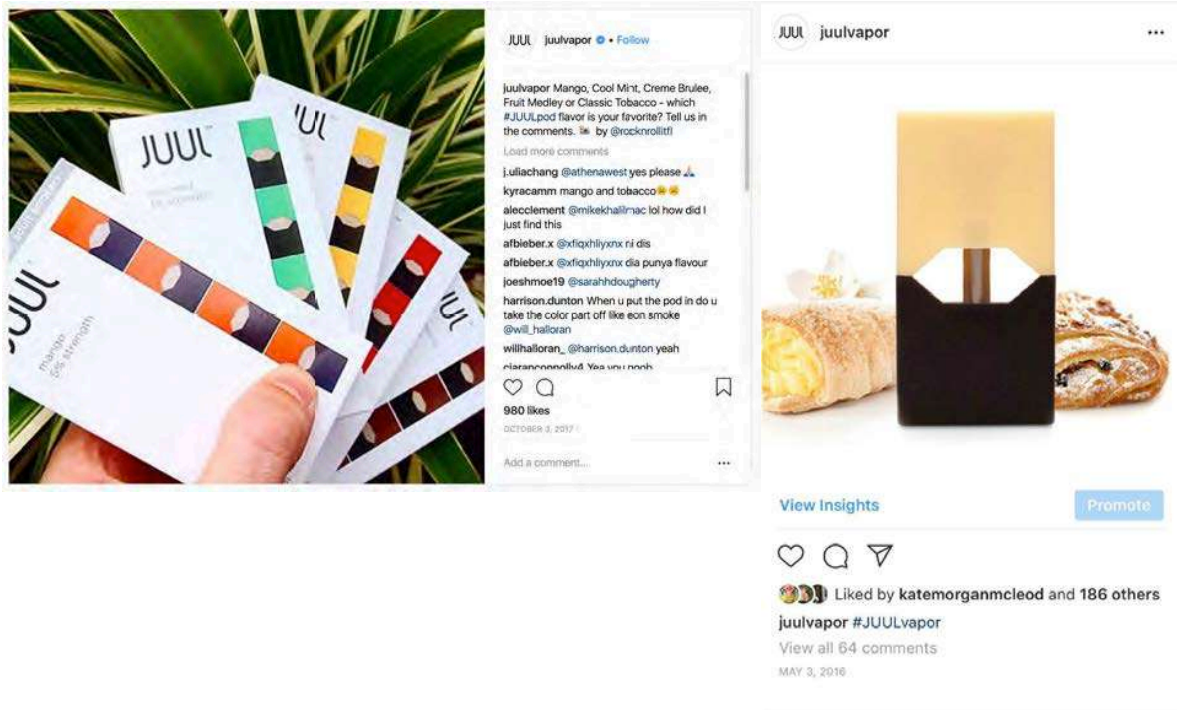 JUUL
JUUL
JUUL
mango
5% strength
JUUL
JUUL juulvapor • Follow
juulvapor Mango, Cool Mint, Creme Brulee,
Fruit Medley or Classic Tobacco - which
#JUULpod flavor is your favorite? Tell us in
the comments. 📷 by @rocknrollitfl
Load more comments
j.uliachang @athenawest yes please 🙏
kyracamm mango and tobacco
alecclement @mikekhalilmac lol how did I
just find this
afbieber.x @xfiqxhliyxnx ni dis
afbieber.x @xfiqxhliyxnx dia punya flavour
joeshmoe19 @sarahhdougherty
harrison.dunton When u put the pod in do u
take the color part off like eon smoke
@will_halloran
willhalloran_ @harrison.dunton yeah
ciaranconnolly4 Yea you noob
980 likes
OCTOBER 3, 2017
Add a comment...
JUUL juulvapor
View Insights
Promote
Liked by katemorganmcleod and 186 others
juulvapor #JUULvapor
View all 64 comments
MAY 3, 2016